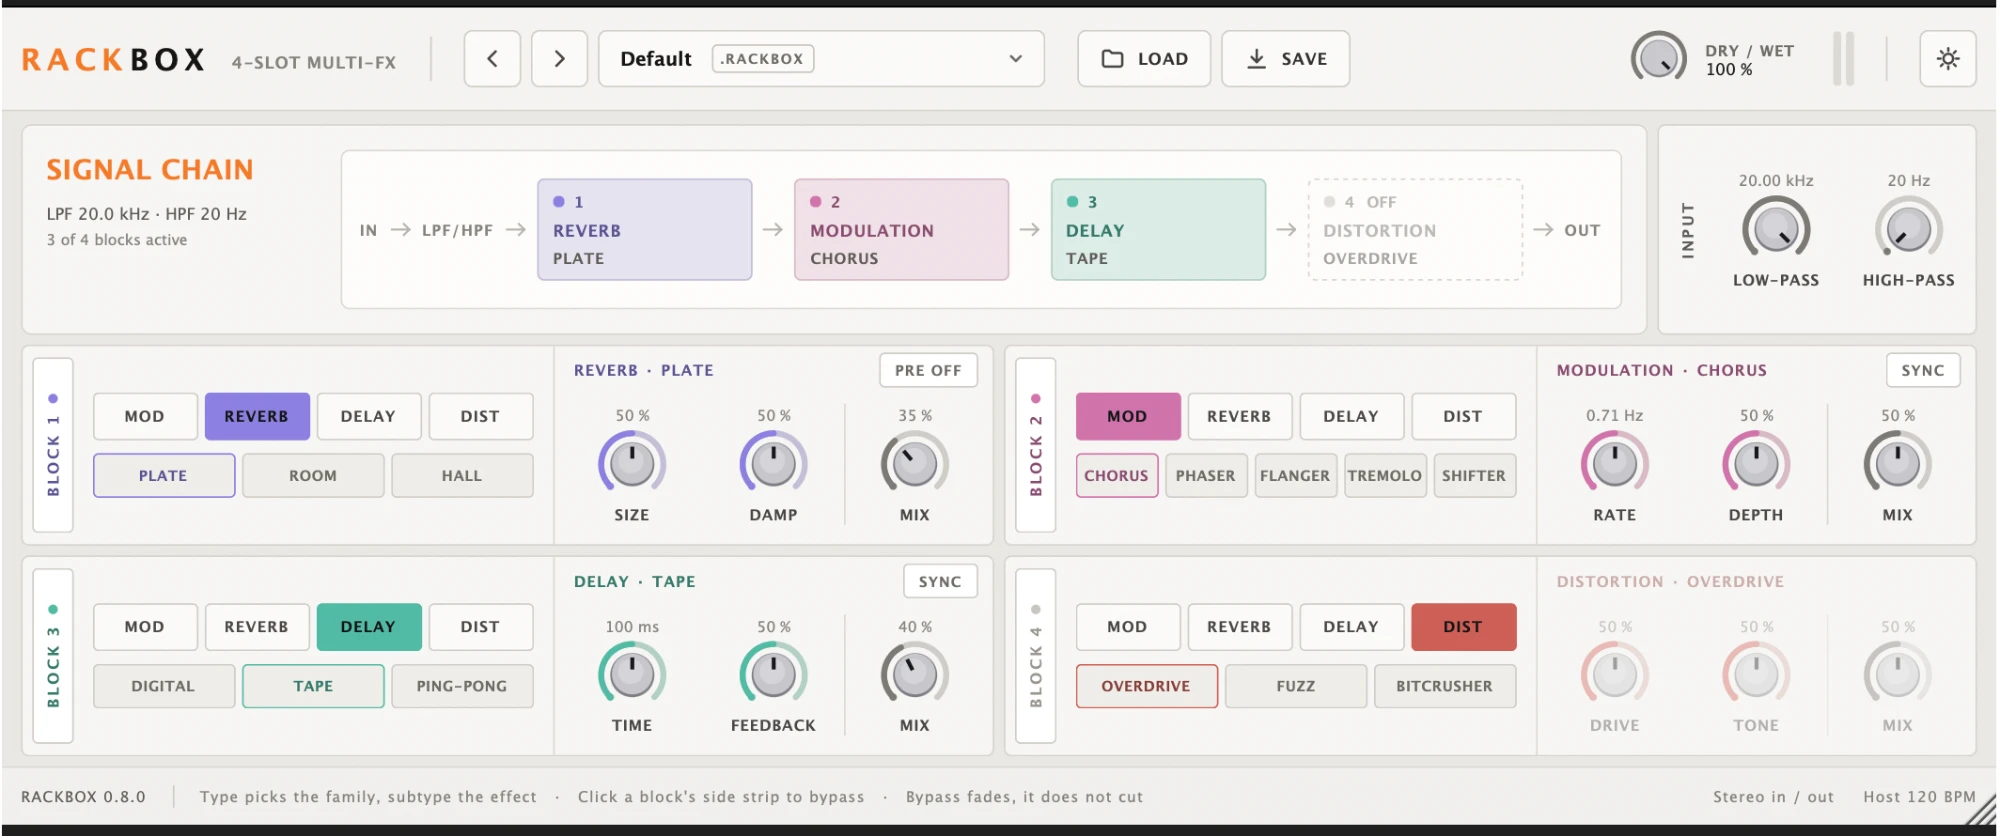 RACKBOX 4-SLOT MULTI-FX
Default .RACKBOX
LOAD
SAVE
DRY / WET
100 %
SIGNAL CHAIN
LPF 20.0 kHz · HPF 20 Hz
3 of 4 blocks active
IN → LPF/HPF →
1
REVERB
PLATE
→
2
MODULATION
CHORUS
→
3
DELAY
TAPE
→
4 OFF
DISTORTION
OVERDRIVE
→ OUT
INPUT
20.00 kHz
LOW-PASS
20 Hz
HIGH-PASS
BLOCK 1
MOD REVERB DELAY DIST
PLATE ROOM HALL
REVERB · PLATE
PRE OFF
50 % 50 % 35 %
SIZE DAMP MIX
BLOCK 2
MOD REVERB DELAY DIST
CHORUS PHASER FLANGER TREMOLO SHIFTER
MODULATION · CHORUS
SYNC
0.71 Hz 50 % 50 %
RATE DEPTH MIX
BLOCK 3
MOD REVERB DELAY DIST
DIGITAL TAPE PING-PONG
DELAY · TAPE
SYNC
100 ms 50 % 40 %
TIME FEEDBACK MIX
BLOCK 4
MOD REVERB DELAY DIST
OVERDRIVE FUZZ BITCRUSHER
DISTORTION · OVERDRIVE
50 % 50 % 50 %
DRIVE TONE MIX
RACKBOX 0.8.0
Type picks the family, subtype the effect · Click a block's side strip to bypass · Bypass fades, it does not cut
Stereo in / out
Host 120 BPM